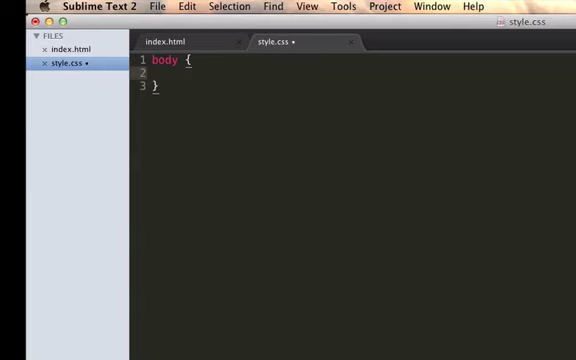 Sublime Text 2 File Edit Selection Find View Tools Project Window Help
style.css
FILES
index.html
style.css
index.html style.css
1 body {
2
3 }